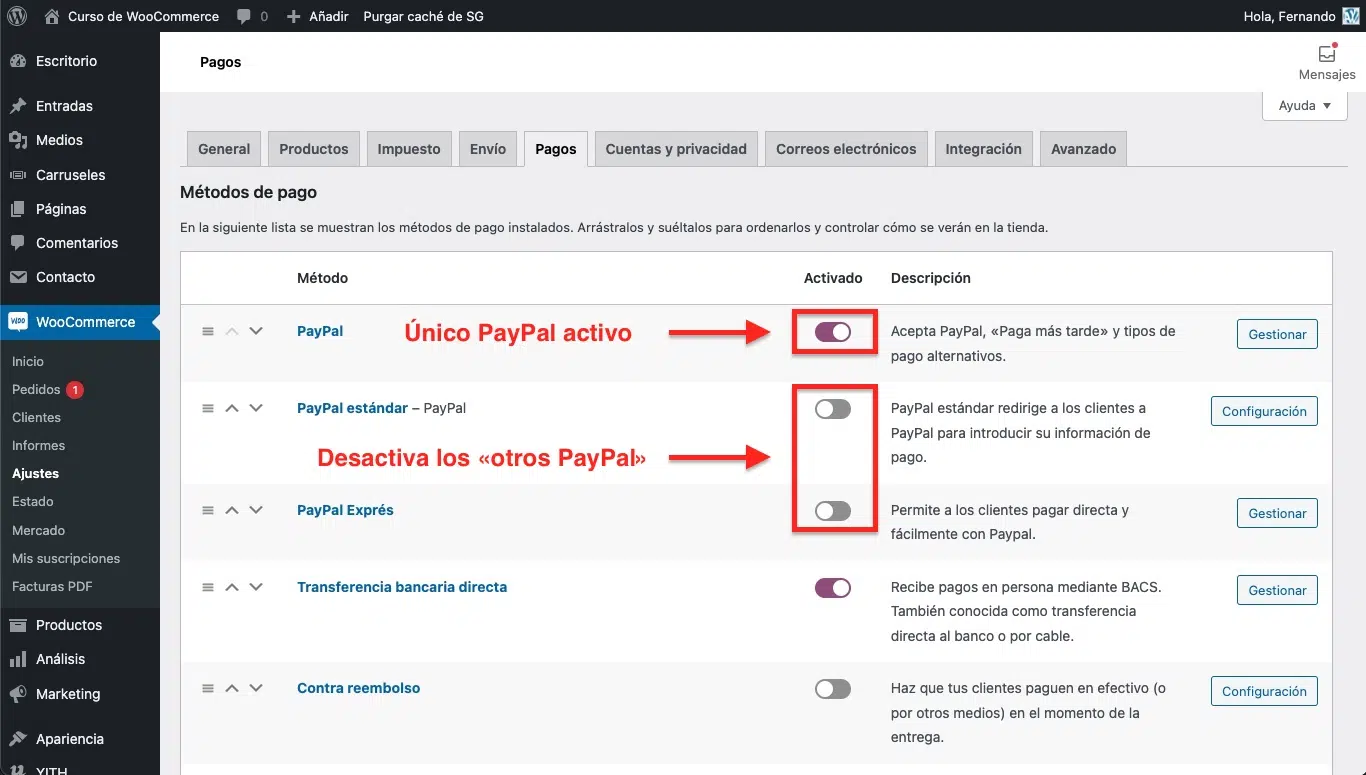 Curso de WooCommerce 0 Añadir Purgar caché de SG Hola, Fernando
Escritorio
Entradas
Medios
Carruseles
Páginas
Comentarios
Contacto
WOO WooCommerce
Inicio
Pedidos 1
Clientes
Informes
Ajustes
Estado
Mercado
Mis suscripciones
Facturas PDF
Productos
Análisis
Marketing
Apariencia
YITH
Pagos
Mensajes
Ayuda
General Productos Impuesto Envío Pagos Cuentas y privacidad Correos electrónicos Integración Avanzado
Métodos de pago
En la siguiente lista se muestran los métodos de pago instalados. Arrástralos y suéltalos para ordenarlos y controlar cómo se verán en la tienda.
Método Activado Descripción
PayPal Único PayPal activo Acepta PayPal, «Paga más tarde» y tipos de
pago alternativos.
Gestionar
PayPal estándar – PayPal PayPal estándar redirige a los clientes a
PayPal para introducir su información de
pago.
Configuración
Desactiva los «otros PayPal»
PayPal Exprés Permite a los clientes pagar directa y
fácilmente con Paypal.
Gestionar
Transferencia bancaria directa Recibe pagos en persona mediante BACS.
También conocida como transferencia
directa al banco o por cable.
Gestionar
Contra reembolso Haz que tus clientes paguen en efectivo (o
por otros medios) en el momento de la
entrega.
Configuración